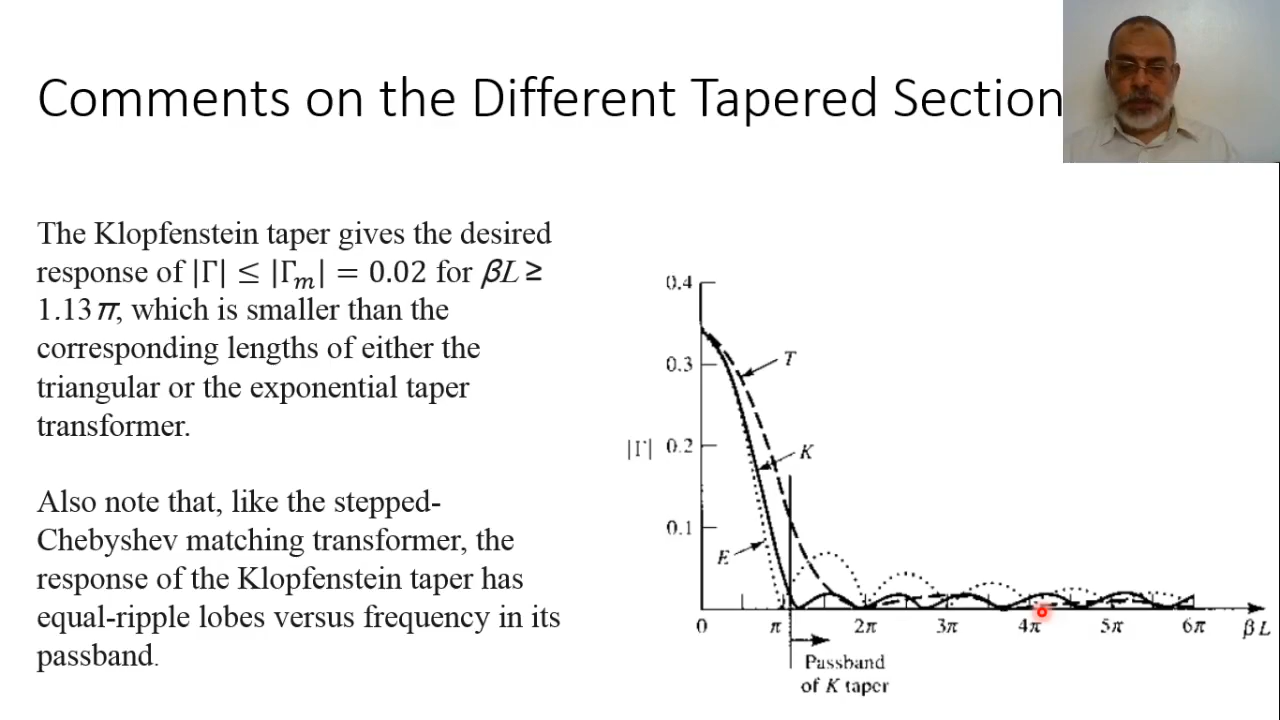 Comments on the Different Tapered Section
The Klopfenstein taper gives the desired
response of |Γ| ≤ |Γₘ| = 0.02 for βL ≥
1.13 π, which is smaller than the
corresponding lengths of either the
triangular or the exponential taper
transformer.
Also note that, like the stepped-
Chebyshev matching transformer, the
response of the Klopfenstein taper has
equal-ripple lobes versus frequency in its
passband.
0.4
0.3
T
|Γ| 0.2
K
0.1
E
0 π 2π 3π 4π 5π 6π βL
Passband
of K taper